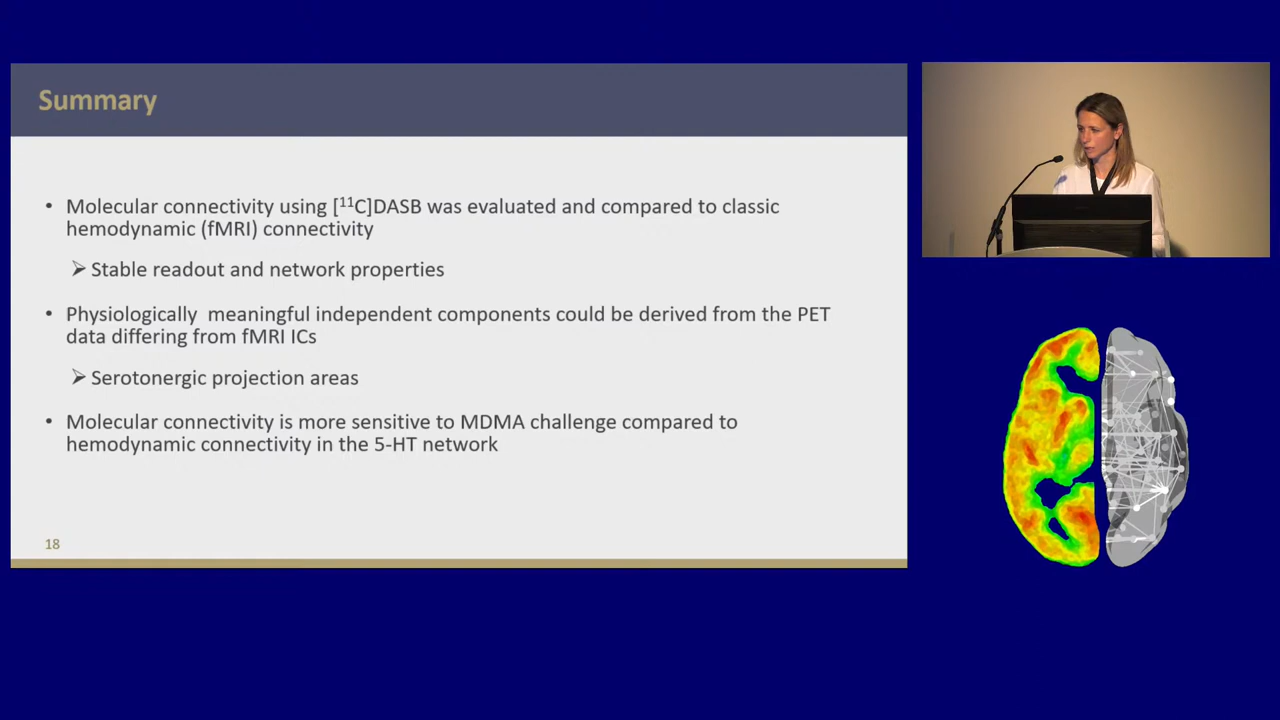 Summary
• Molecular connectivity using [¹¹C]DASB was evaluated and compared to classic
hemodynamic (fMRI) connectivity
➢ Stable readout and network properties
• Physiologically  meaningful independent components could be derived from the PET
data differing from fMRI ICs
➢ Serotonergic projection areas
• Molecular connectivity is more sensitive to MDMA challenge compared to
hemodynamic connectivity in the 5-HT network
18